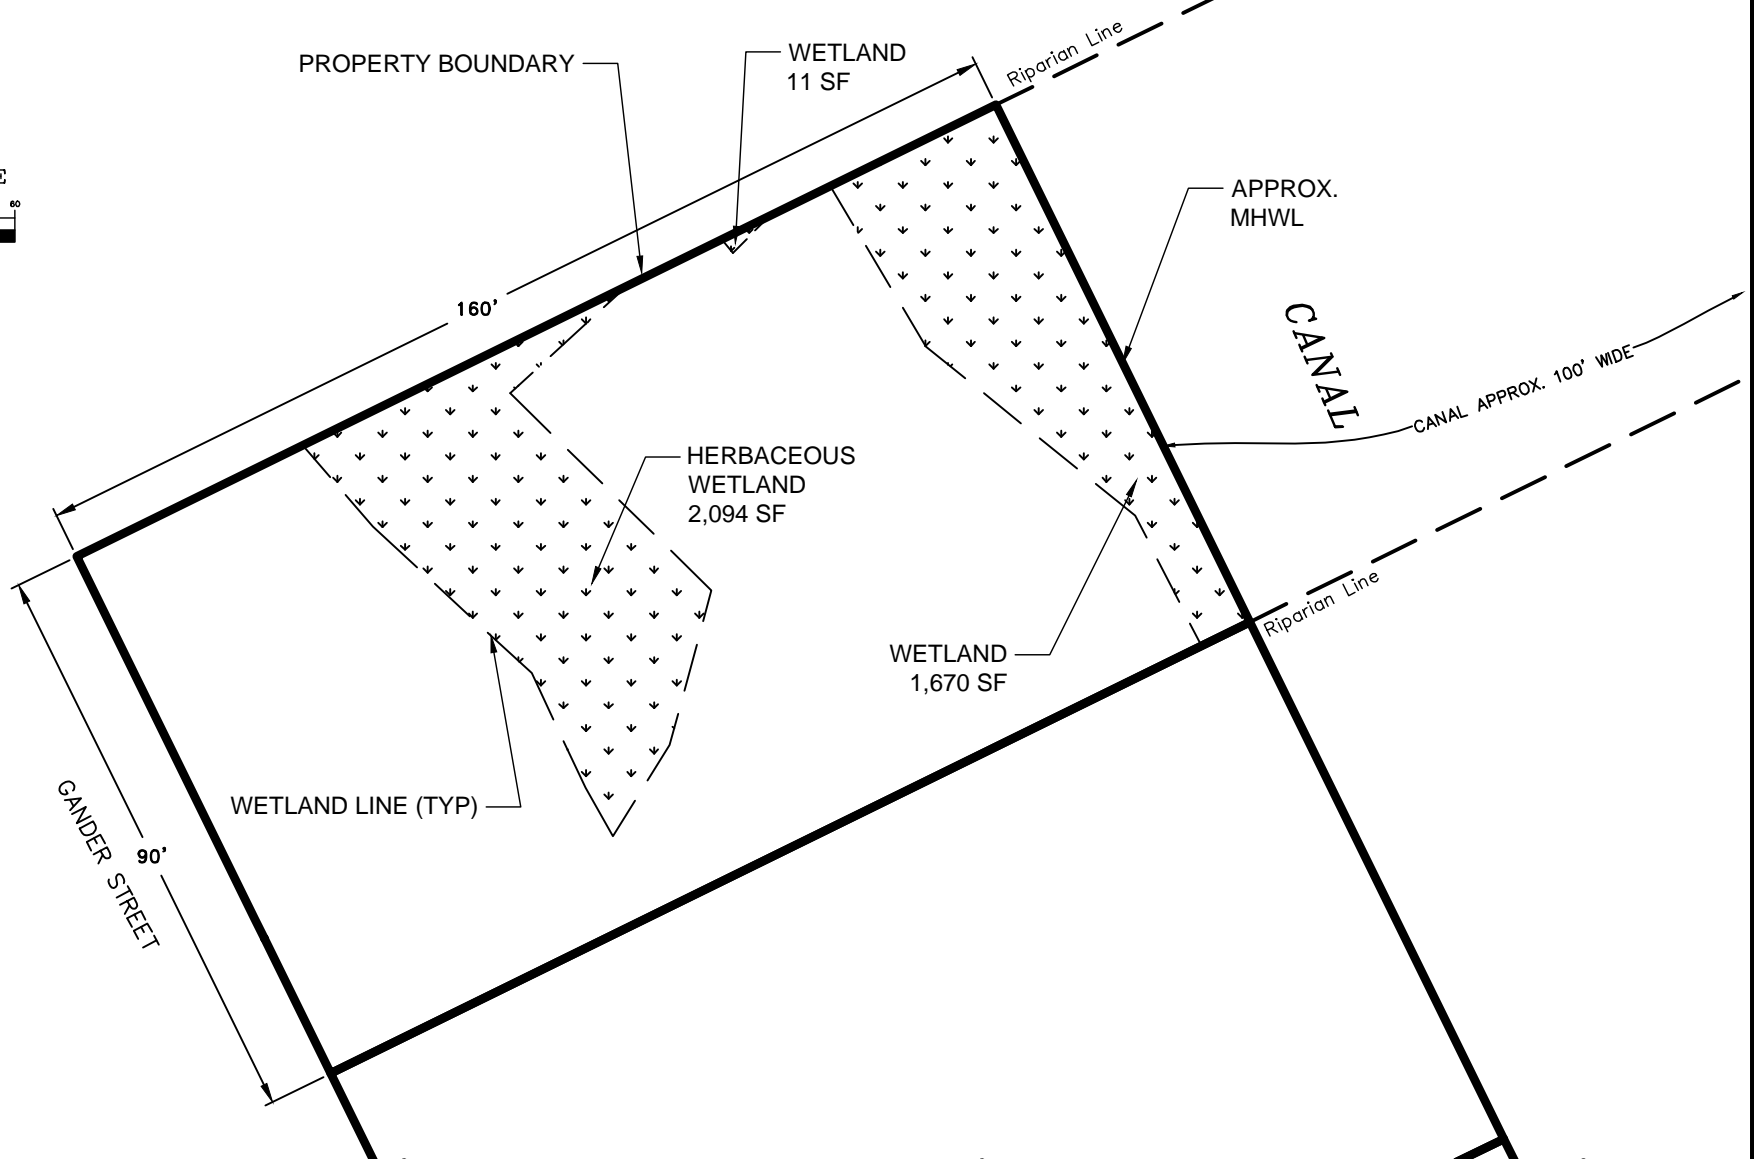 PROPERTY BOUNDARY
WETLAND
11 SF
Riparian Line
60
APPROX.
MHWL
160'
CANAL
CANAL APPROX. 100' WIDE
HERBACEOUS
WETLAND
2,094 SF
Riparian Line
WETLAND
1,670 SF
WETLAND LINE (TYP)
90'
GANDER STREET